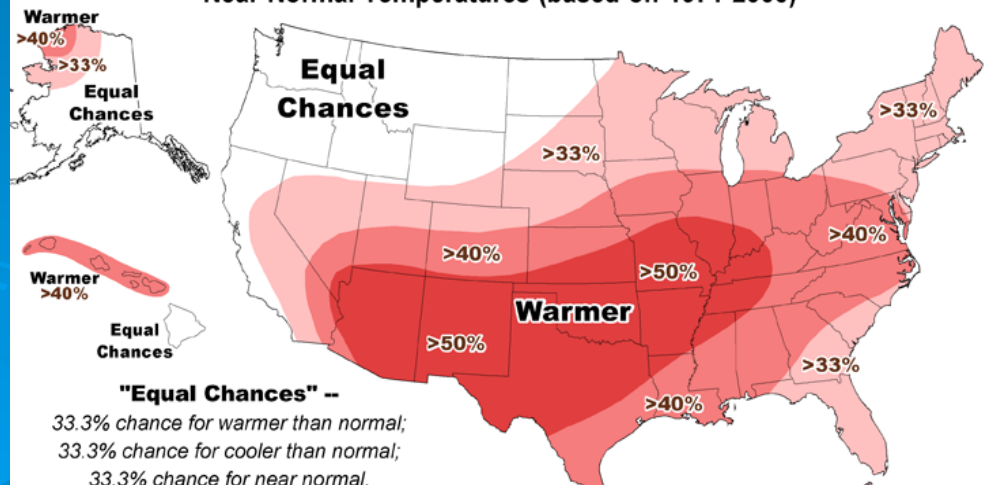 Warmer
>40%
>33%
Equal
Chances
Equal
Chances
>33%
>33%
>40%
>40%
>50%
Warmer
>40%
Warmer
>50%
Equal
Chances
>33%
>40%
"Equal Chances" --
33.3% chance for warmer than normal;
33.3% chance for cooler than normal;
33.3% chance for near normal.